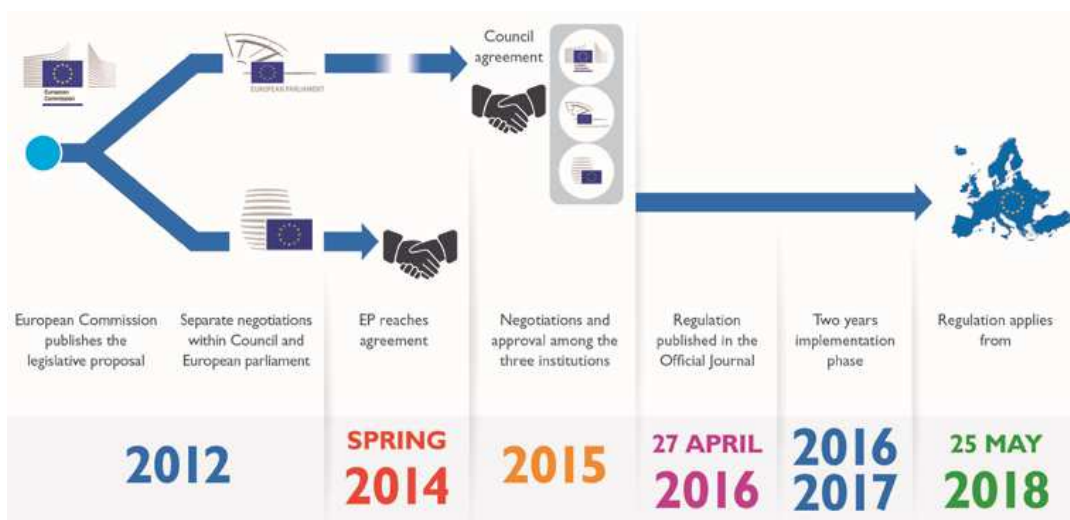 Council
agreement
European
Commission
EUROPEAN PARLIAMENT
European Commission
publishes the
legislative proposal
Separate negotiations
within Council and
European parliament
EP reaches
agreement
Negotiations and
approval among the
three institutions
Regulation
published in the
Official Journal
Two years
implementation
phase
Regulation applies
from
2012
SPRING
2014
2015
27 APRIL
2016
2016
2017
25 MAY
2018